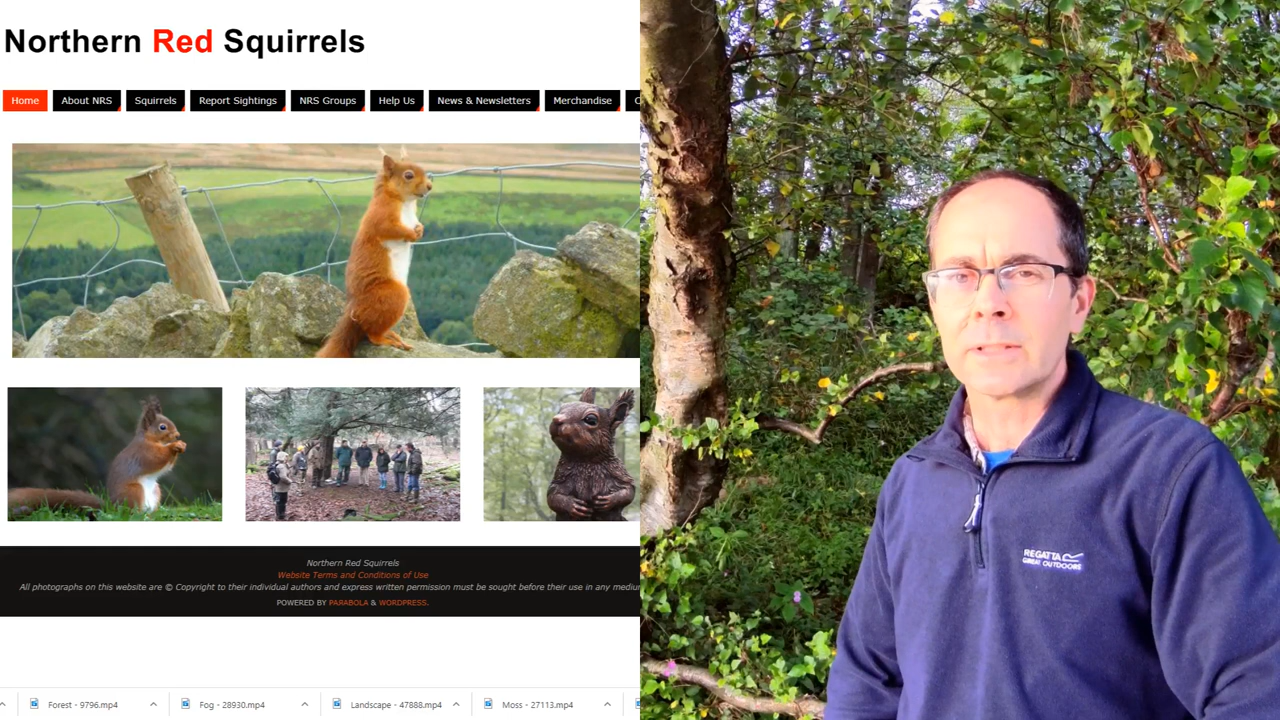 Northern Red Squirrels
Home About NRS Squirrels Report Sightings NRS Groups Help Us News & Newsletters Merchandise
Northern Red Squirrels
Website Terms and Conditions of Use
All photographs on this website are © Copyright to their individual authors and express written permission must be sought before their use in any
POWERED BY PARABOLA & WORDPRESS.
Forest - 9796.mp4 Fog - 28930.mp4 Landscape - 47888.mp4 Moss - 27113.mp4
REGATTA
GREAT OUTDOORS